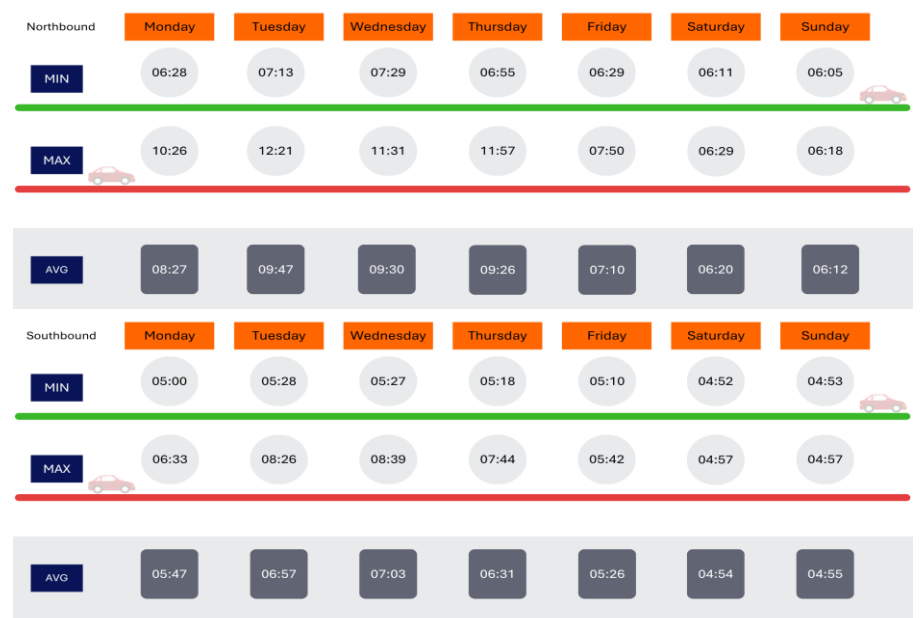 Northbound Monday Tuesday Wednesday Thursday Friday Saturday Sunday
MIN 06:28 07:13 07:29 06:55 06:29 06:11 06:05
MAX 10:26 12:21 11:31 11:57 07:50 06:29 06:18
AVG 08:27 09:47 09:30 09:26 07:10 06:20 06:12
Southbound Monday Tuesday Wednesday Thursday Friday Saturday Sunday
MIN 05:00 05:28 05:27 05:18 05:10 04:52 04:53
MAX 06:33 08:26 08:39 07:44 05:42 04:57 04:57
AVG 05:47 06:57 07:03 06:31 05:26 04:54 04:55